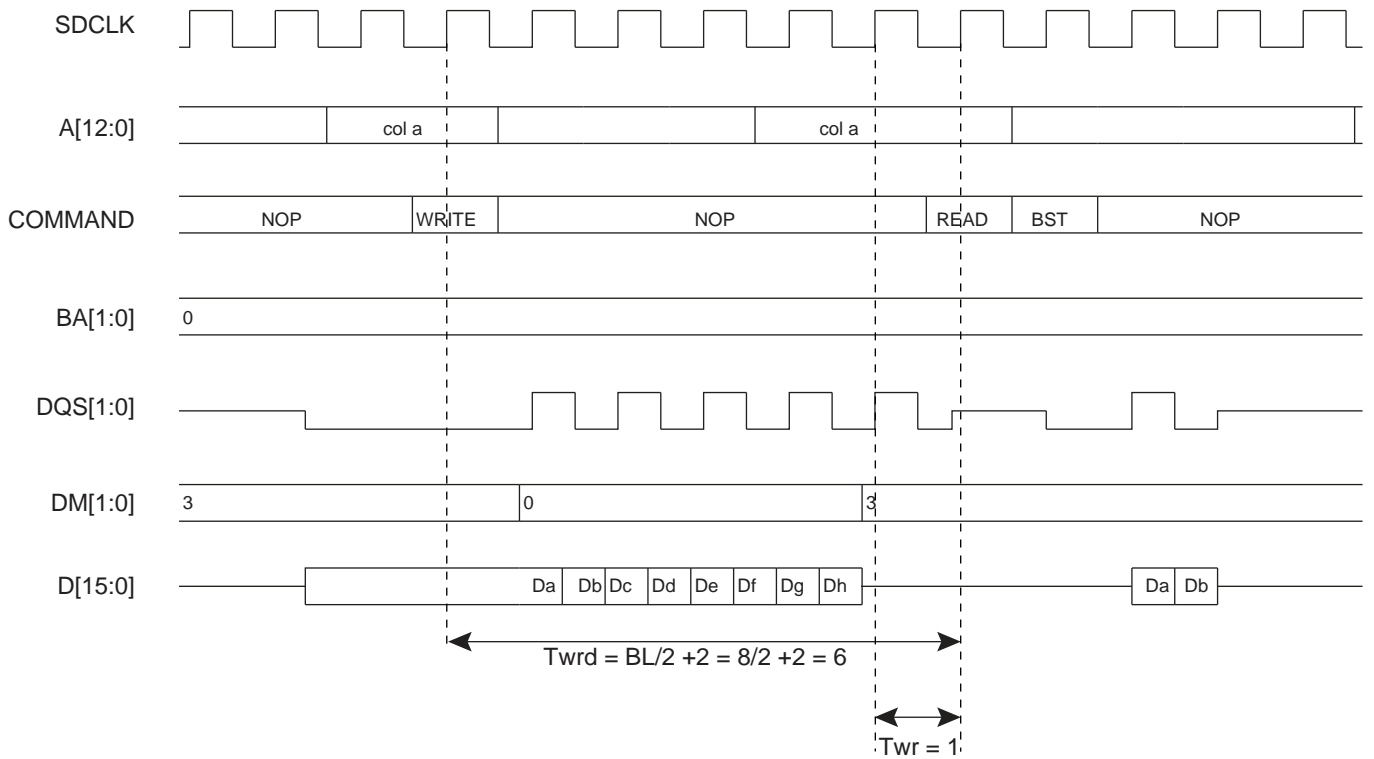 SDCLK
A[12:0] col a col a
COMMAND NOP WRITE NOP READ BST NOP
BA[1:0] 0
DQS[1:0]
DM[1:0] 3 0 3
D[15:0] Da Db Dc Dd De Df Dg Dh Da Db
Twrd = BL/2 +2 = 8/2 +2 = 6
Twr = 1